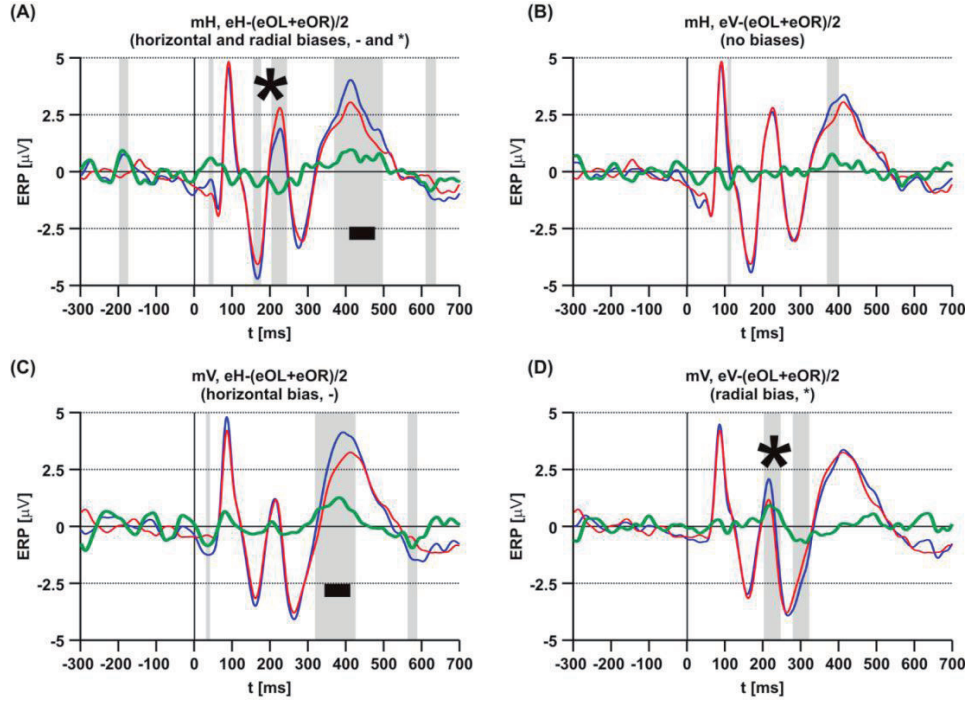 (A)
mH, eH-(eOL+eOR)/2
(horizontal and radial biases, - and *)
5
2.5
0
-2.5
-5
ERP [µV]
*
-300 -200 -100 0 100 200 300 400 500 600 700
t [ms]
(B)
mH, eV-(eOL+eOR)/2
(no biases)
5
2.5
0
-2.5
-5
ERP [µV]
-300 -200 -100 0 100 200 300 400 500 600 700
t [ms]
(C)
mV, eH-(eOL+eOR)/2
(horizontal bias, -)
5
2.5
0
-2.5
-5
ERP [µV]
-300 -200 -100 0 100 200 300 400 500 600 700
t [ms]
(D)
mV, eV-(eOL+eOR)/2
(radial bias, *)
5
2.5
0
-2.5
-5
ERP [µV]
*
-300 -200 -100 0 100 200 300 400 500 600 700
t [ms]